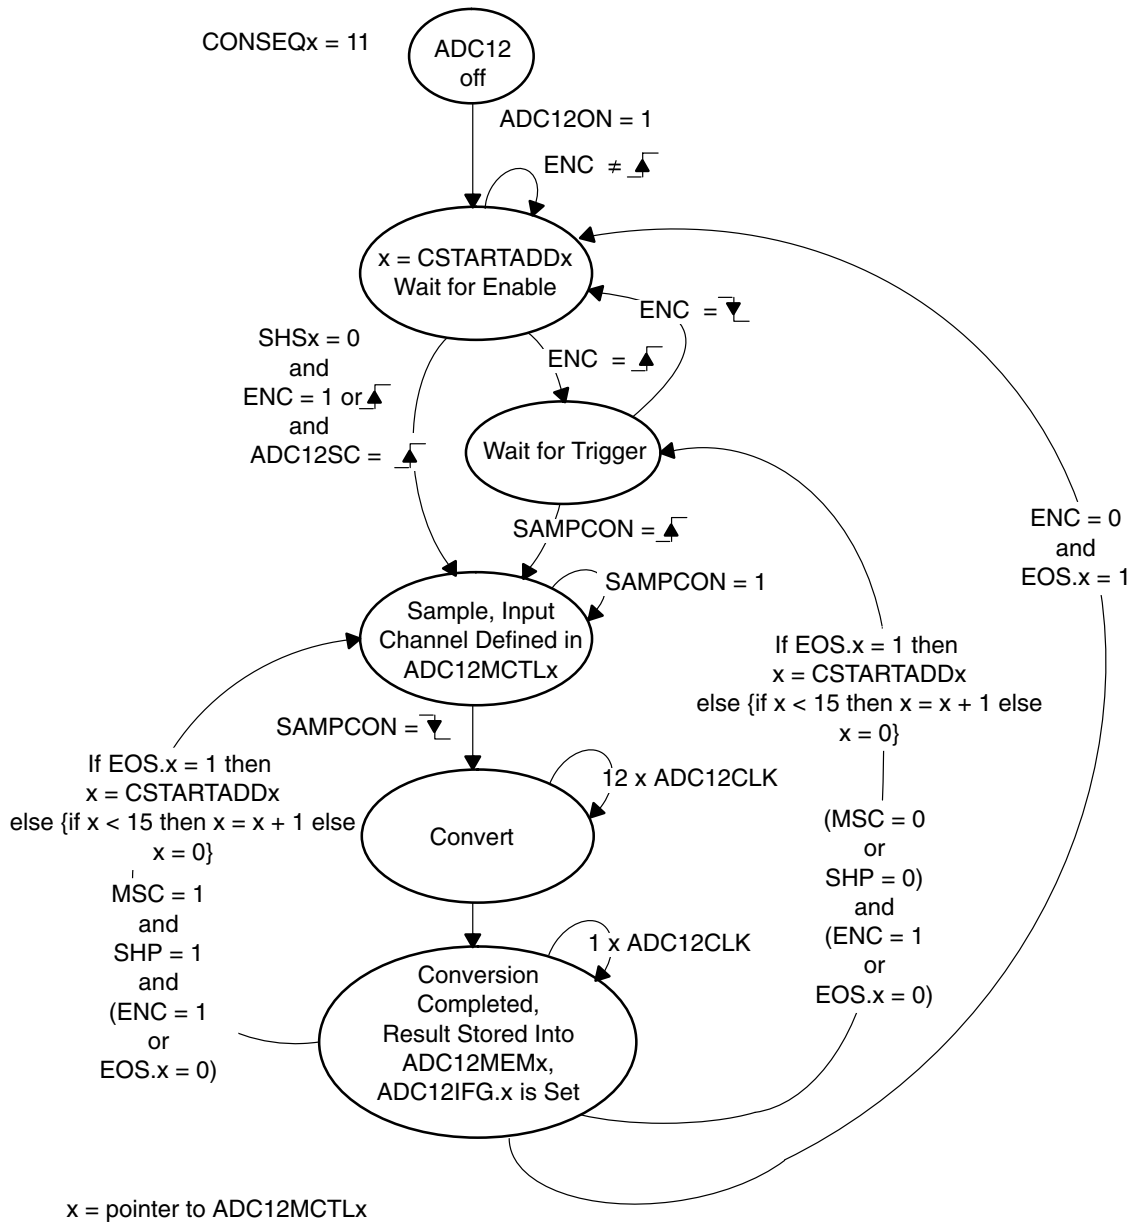 CONSEQx = 11
ADC12
off
ADC12ON = 1
ENC ≠
x = CSTARTADDx
Wait for Enable
ENC =
SHSx = 0
and
ENC = 1 or
and
ADC12SC =
ENC =
Wait for Trigger
SAMPCON =
ENC = 0
and
EOS.x = 1
SAMPCON = 1
Sample, Input
Channel Defined in
ADC12MCTLx
If EOS.x = 1 then
x = CSTARTADDx
else {if x < 15 then x = x + 1 else
x = 0}
SAMPCON =
If EOS.x = 1 then
x = CSTARTADDx
else {if x < 15 then x = x + 1 else
x = 0}
12 x ADC12CLK
Convert
(MSC = 0
or
SHP = 0)
and
(ENC = 1
or
EOS.x = 0)
MSC = 1
and
SHP = 1
and
(ENC = 1
or
EOS.x = 0)
1 x ADC12CLK
Conversion
Completed,
Result Stored Into
ADC12MEMx,
ADC12IFG.x is Set
x = pointer to ADC12MCTLx